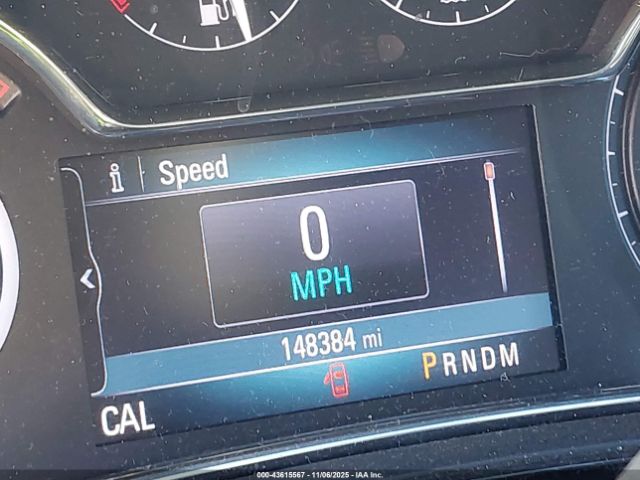 i Speed
0
MPH
148384 mi
PRNDM
CAL
000-43615567 - 11/06/2025 - IAA Inc.